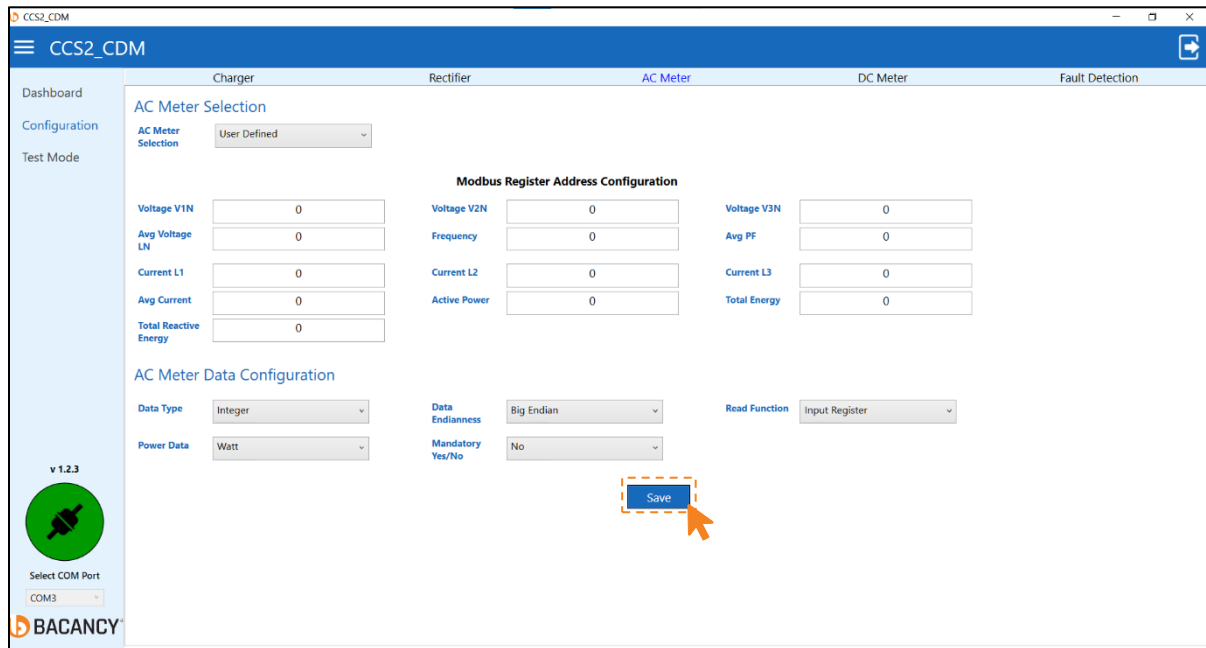 CCS2_CDM
CCS2_CDM
Charger Rectifier AC Meter DC Meter Fault Detection
Dashboard
Configuration
Test Mode
AC Meter Selection
AC Meter
Selection
User Defined
Modbus Register Address Configuration
Voltage V1N 0 Voltage V2N 0 Voltage V3N 0
Avg Voltage
LN
0 Frequency 0 Avg PF 0
Current L1 0 Current L2 0 Current L3 0
Avg Current 0 Active Power 0 Total Energy 0
Total Reactive
Energy
0
AC Meter Data Configuration
Data Type Integer
Data
Endianness
Big Endian
Read Function Input Register
Power Data Watt
Mandatory
Yes/No
No
Save
v 1.2.3
Select COM Port
COM3
BACANCY